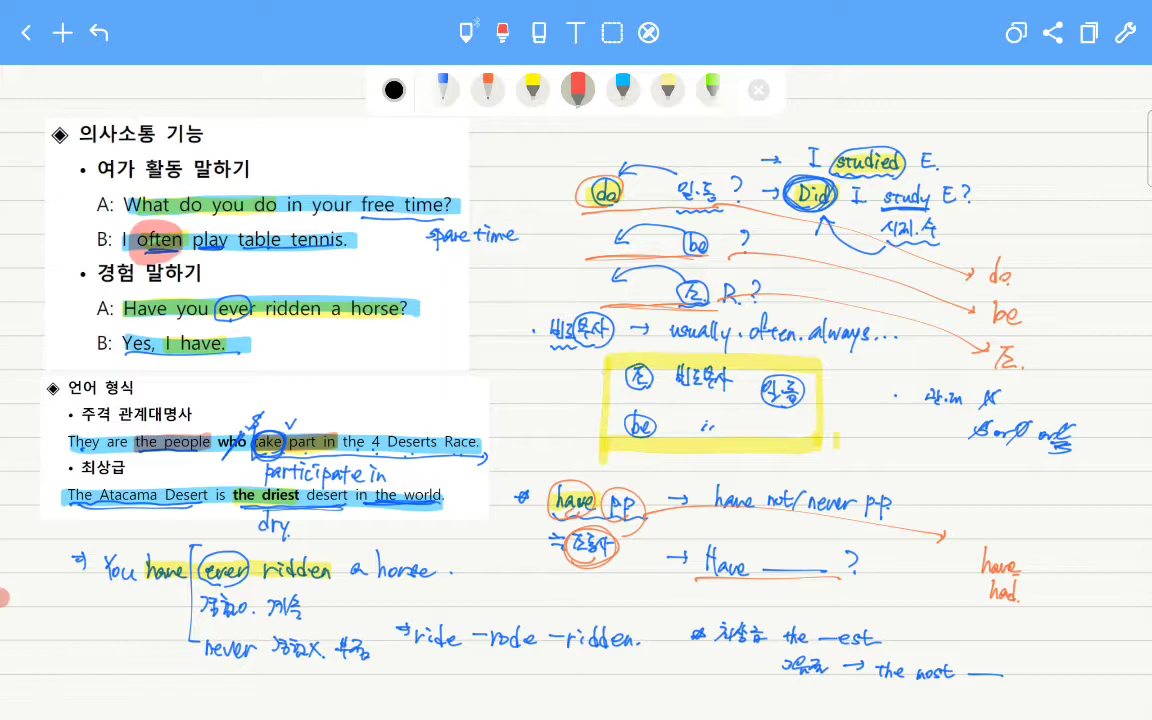 ◈ 의사소통 기능
• 여가 활동 말하기
A: What do you do in your free time?
spare time
B: I often play table tennis.
• 경험 말하기
A: Have you ever ridden a horse?
B: Yes, I have.
◈ 언어 형식
• 주격 관계대명사
They are the people who take part in the 4 Deserts Race.
participate in
• 최상급
The Atacama Desert is the driest desert in the world.
dry
⇒ You have ever ridden a horse.
경험o. 계속
never 경험x. 부정
ride - rode - ridden.
→ I studied E.
do 일.동 ? → Did I study E?
시제.수
be ?
조 R. ?
do.
be
조.
· 빈도부사 → usually. often. always...
조 빈도부사 일.동
be
have pp → have not/never p.p.
≒ 조동사
→ Have ____ ?
have
had.
최상급 the -est
→ the most ___